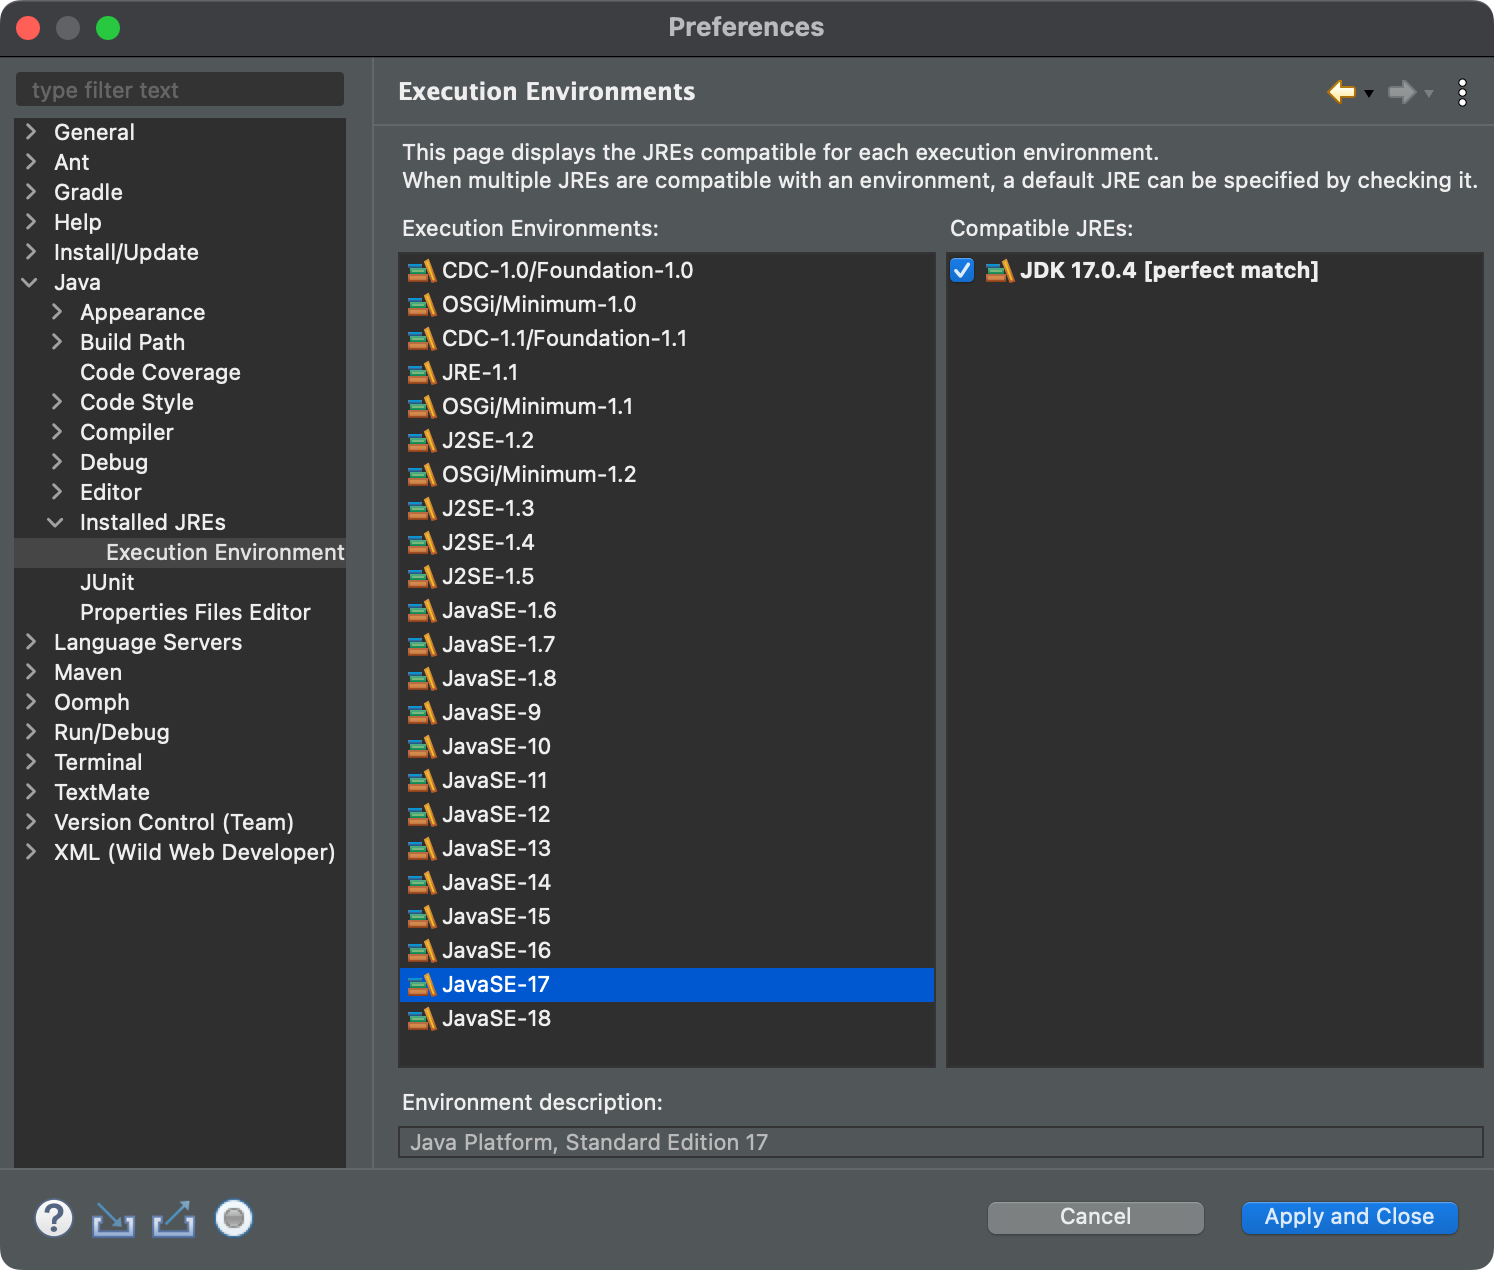 Preferences
type filter text
General
Ant
Gradle
Help
Install/Update
Java
Appearance
Build Path
Code Coverage
Code Style
Compiler
Debug
Editor
Installed JREs
Execution Environment
JUnit
Properties Files Editor
Language Servers
Maven
Oomph
Run/Debug
Terminal
TextMate
Version Control (Team)
XML (Wild Web Developer)
Execution Environments
This page displays the JREs compatible for each execution environment.
When multiple JREs are compatible with an environment, a default JRE can be specified by checking it.
Execution Environments:
CDC-1.0/Foundation-1.0
OSGi/Minimum-1.0
CDC-1.1/Foundation-1.1
JRE-1.1
OSGi/Minimum-1.1
J2SE-1.2
OSGi/Minimum-1.2
J2SE-1.3
J2SE-1.4
J2SE-1.5
JavaSE-1.6
JavaSE-1.7
JavaSE-1.8
JavaSE-9
JavaSE-10
JavaSE-11
JavaSE-12
JavaSE-13
JavaSE-14
JavaSE-15
JavaSE-16
JavaSE-17
JavaSE-18
Compatible JREs:
JDK 17.0.4 [perfect match]
Environment description:
Java Platform, Standard Edition 17
?
Cancel
Apply and Close